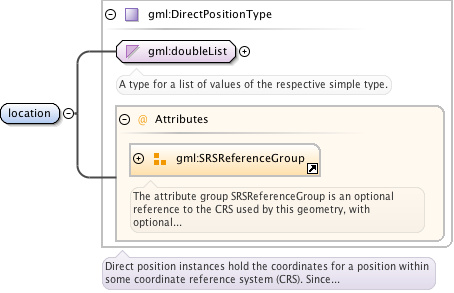 gml:DirectPositionType
gml:doubleList
A type for a list of values of the respective simple type.
location
@ Attributes
gml:SRSReferenceGroup
The attribute group SRSReferenceGroup is an optional
reference to the CRS used by this geometry, with
optional...
Direct position instances hold the coordinates for a position within
some coordinate reference system (CRS). Since...